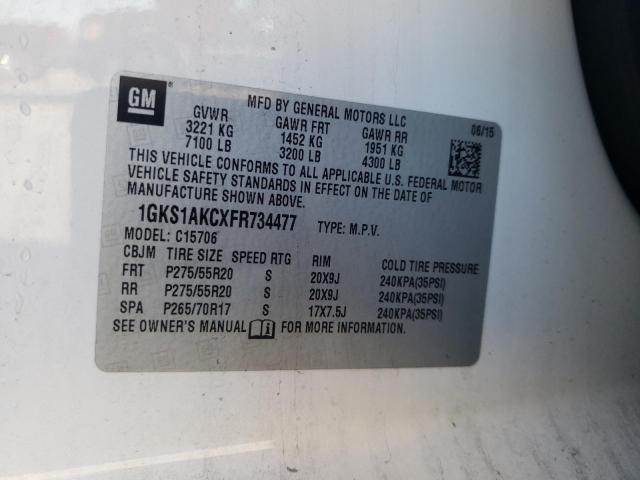 GM
MFD BY GENERAL MOTORS LLC 06/15
GVWR GAWR FRT GAWR RR
3221 KG 1452 KG 1951 KG
7100 LB 3200 LB 4300 LB
THIS VEHICLE CONFORMS TO ALL APPLICABLE U.S. FEDERAL MOTOR
VEHICLE SAFETY STANDARDS IN EFFECT ON THE DATE OF
MANUFACTURE SHOWN ABOVE.
1GKS1AKCXFR734477 TYPE: M.P.V.
MODEL: C15706
CBJM TIRE SIZE SPEED RTG RIM COLD TIRE PRESSURE
FRT P275/55R20 S 20X9J 240KPA(35PSI)
RR P275/55R20 S 20X9J 240KPA(35PSI)
SPA P265/70R17 S 17X7.5J 240KPA(35PSI)
SEE OWNER'S MANUAL FOR MORE INFORMATION.